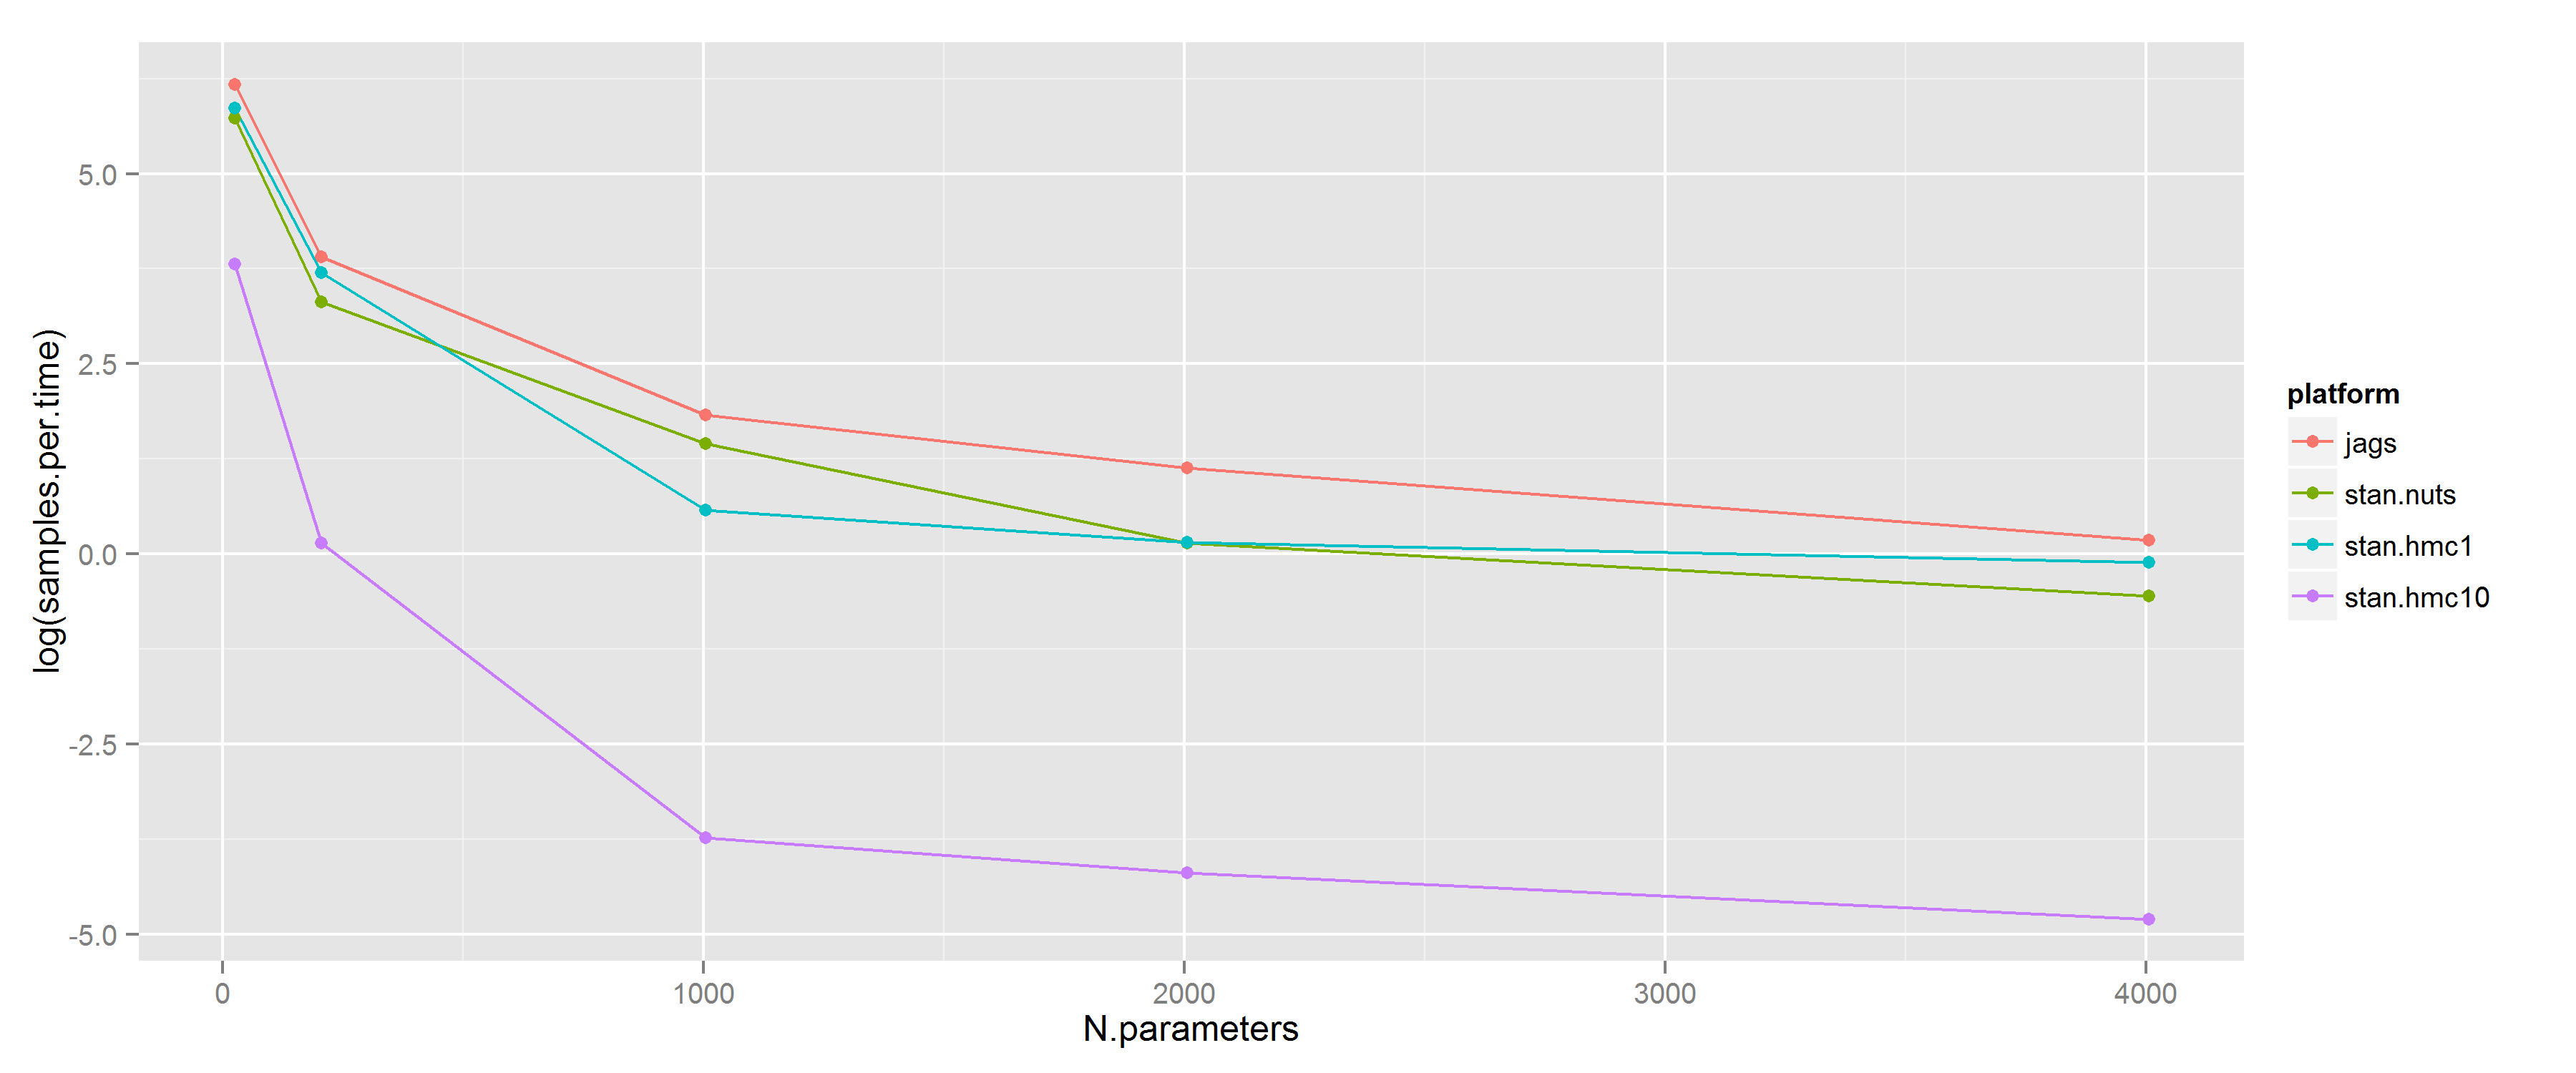 5.0
2.5
0.0
-2.5
-5.0
log(samples.per.time)
0 1000 2000 3000 4000
N.parameters
platform
jags
stan.nuts
stan.hmc1
stan.hmc10